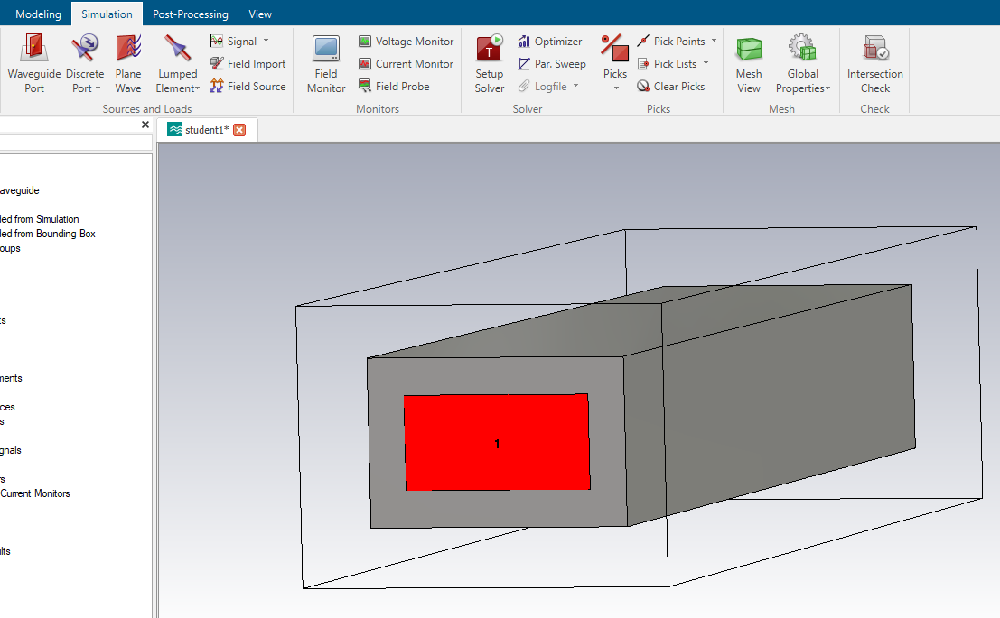 Modeling Simulation Post-Processing View
Waveguide Port
Discrete Port
Plane Wave
Lumped Element
Signal
Field Import
Field Source
Sources and Loads
Field Monitor
Voltage Monitor
Current Monitor
Field Probe
Monitors
Setup Solver
Optimizer
Par. Sweep
Logfile
Solver
Picks
Pick Points
Pick Lists
Clear Picks
Picks
Mesh View
Global Properties
Mesh
Intersection Check
Check
student1*
aveguide
led from Simulation
led from Bounding Box
oups
ts
nents
ces
s
gnals
rs
Current Monitors
ults
1